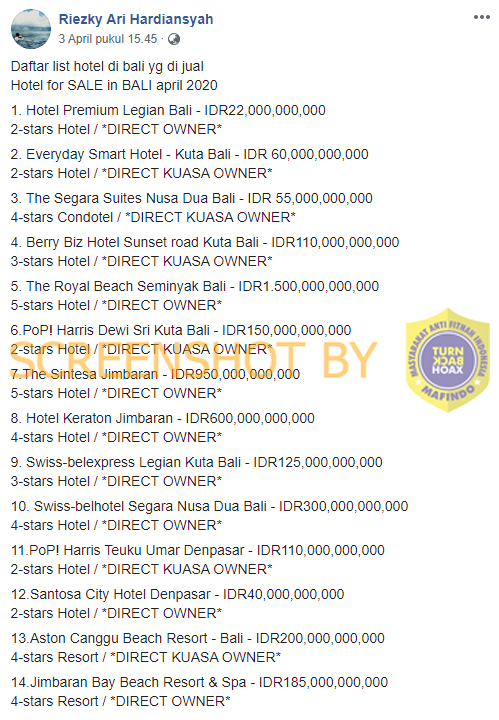 Riezky Ari Hardiansyah
3 April pukul 15.45 ·
Daftar list hotel di bali yg di jual
Hotel for SALE in BALI april 2020
1. Hotel Premium Legian Bali - IDR22,000,000,000
2-stars Hotel / *DIRECT OWNER*
2. Everyday Smart Hotel - Kuta Bali - IDR 60,000,000,000
2-stars Hotel / *DIRECT KUASA OWNER*
3. The Segara Suites Nusa Dua Bali - IDR 55,000,000,000
4-stars Condotel / *DIRECT KUASA OWNER*
4. Berry Biz Hotel Sunset road Kuta Bali - IDR110,000,000,000
3-stars Hotel / *DIRECT KUASA OWNER*
5. The Royal Beach Seminyak Bali - IDR1.500,000,000,000
5-stars Hotel / *DIRECT OWNER*
6.PoP! Harris Dewi Sri Kuta Bali - IDR150,000,000,000
2-stars Hotel / *DIRECT KUASA OWNER*
SCREENSHOT BY
MASYARAKAT ANTI FITNAH INDONESIA
TURN
BACK
HOAX
MAFINDO
7.The Sintesa Jimbaran - IDR950,000,000,000
5-stars Hotel / *DIRECT OWNER*
8. Hotel Keraton Jimbaran - IDR600,000,000,000
4-stars Hotel / *DIRECT OWNER*
9. Swiss-belexpress Legian Kuta Bali - IDR125,000,000,000
3-stars Hotel / *DIRECT OWNER*
10. Swiss-belhotel Segara Nusa Dua Bali - IDR300,000,000,000
4-stars Hotel / *DIRECT OWNER*
11.PoP! Harris Teuku Umar Denpasar - IDR110,000,000,000
2-stars Hotel / *DIRECT KUASA OWNER*
12.Santosa City Hotel Denpasar - IDR40,000,000,000
2-stars Hotel / *DIRECT OWNER*
13.Aston Canggu Beach Resort - Bali - IDR200,000,000,000
4-stars Resort / *DIRECT KUASA OWNER*
14.Jimbaran Bay Beach Resort & Spa - IDR185,000,000,000
4-stars Resort / *DIRECT OWNER*